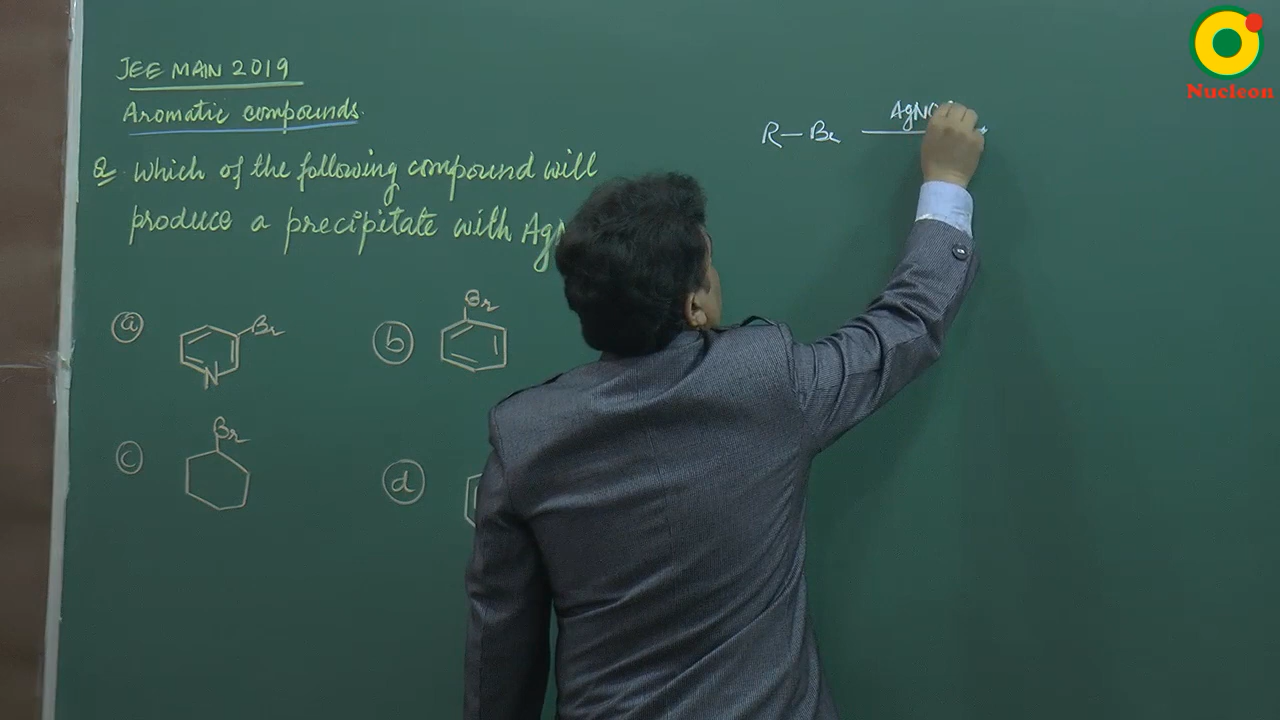 JEE MAIN 2019
Aromatic compounds.
Q. Which of the following compound will
produce a precipitate with
a
Br
N
b
Br
c
Br
d
R—Br
Nucleon